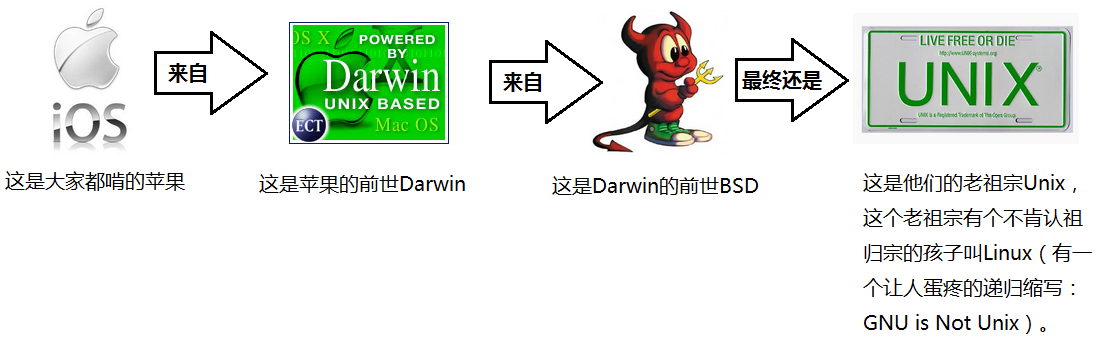 iOS
来自
OS X
POWERED
BY
Darwin
UNIX BASED
ECT
Mac OS
来自
最终还是
LIVE FREE OR DIE
http://www.UNIX-systems.org
UNIX®
UNIX is a Registered Trademark of The Open Group
这是大家都啃的苹果
这是苹果的前世Darwin
这是Darwin的前世BSD
这是他们的老祖宗Unix，
这个老祖宗有个不肯认祖
归宗的孩子叫Linux（有一
个让人蛋疼的递归缩写：
GNU is Not Unix）。